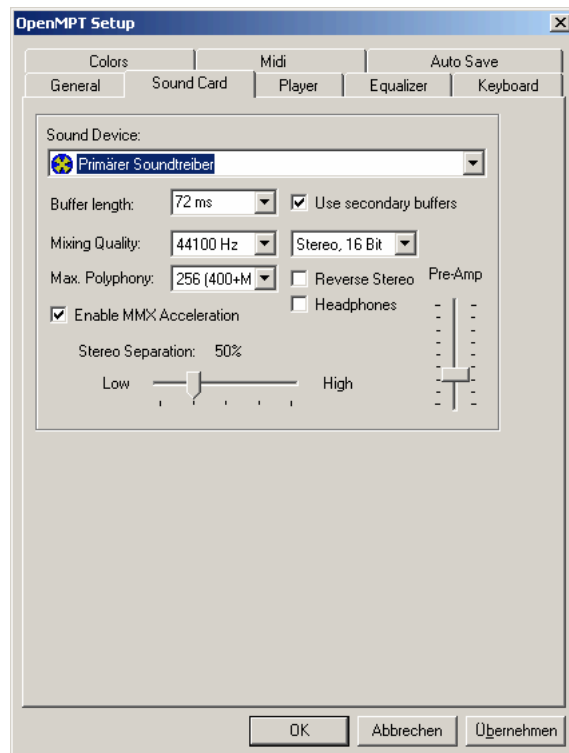 OpenMPT Setup
Colors Midi Auto Save
General Sound Card Player Equalizer Keyboard
Sound Device:
Primärer Soundtreiber
Buffer length: 72 ms Use secondary buffers
Mixing Quality: 44100 Hz Stereo, 16 Bit
Max. Polyphony: 256 (400+M Reverse Stereo Pre-Amp
Headphones
Enable MMX Acceleration
Stereo Separation: 50%
Low High
OK Abbrechen Übernehmen